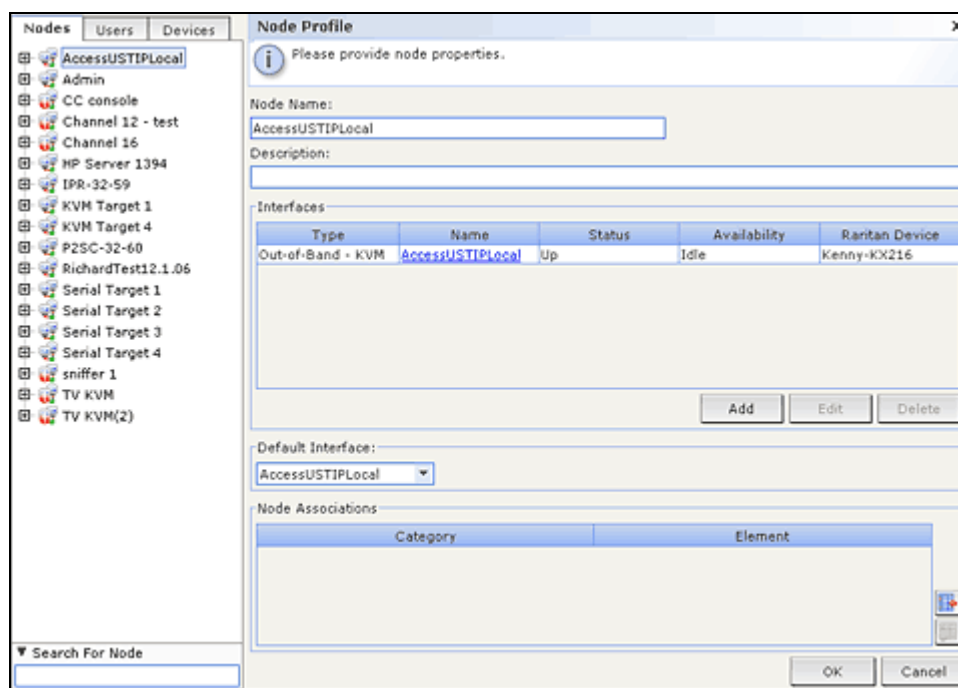 Nodes
Users
Devices
AccessUSTIPLocal
Admin
CC console
Channel 12 - test
Channel 16
HP Server 1394
IPR-32-59
KVM Target 1
KVM Target 4
P2SC-32-60
RichardTest12.1.06
Serial Target 1
Serial Target 2
Serial Target 3
Serial Target 4
sniffer 1
TV KVM
TV KVM(2)
Search For Node
Node Profile
Please provide node properties.
Node Name:
AccessUSTIPLocal
Description:
Interfaces
Type Name Status Availability Raritan Device
Out-of-Band - KVM AccessUSTIPLocal Up Idle Kenny-KX216
Add Edit Delete
Default Interface:
AccessUSTIPLocal
Node Associations
Category Element
OK Cancel